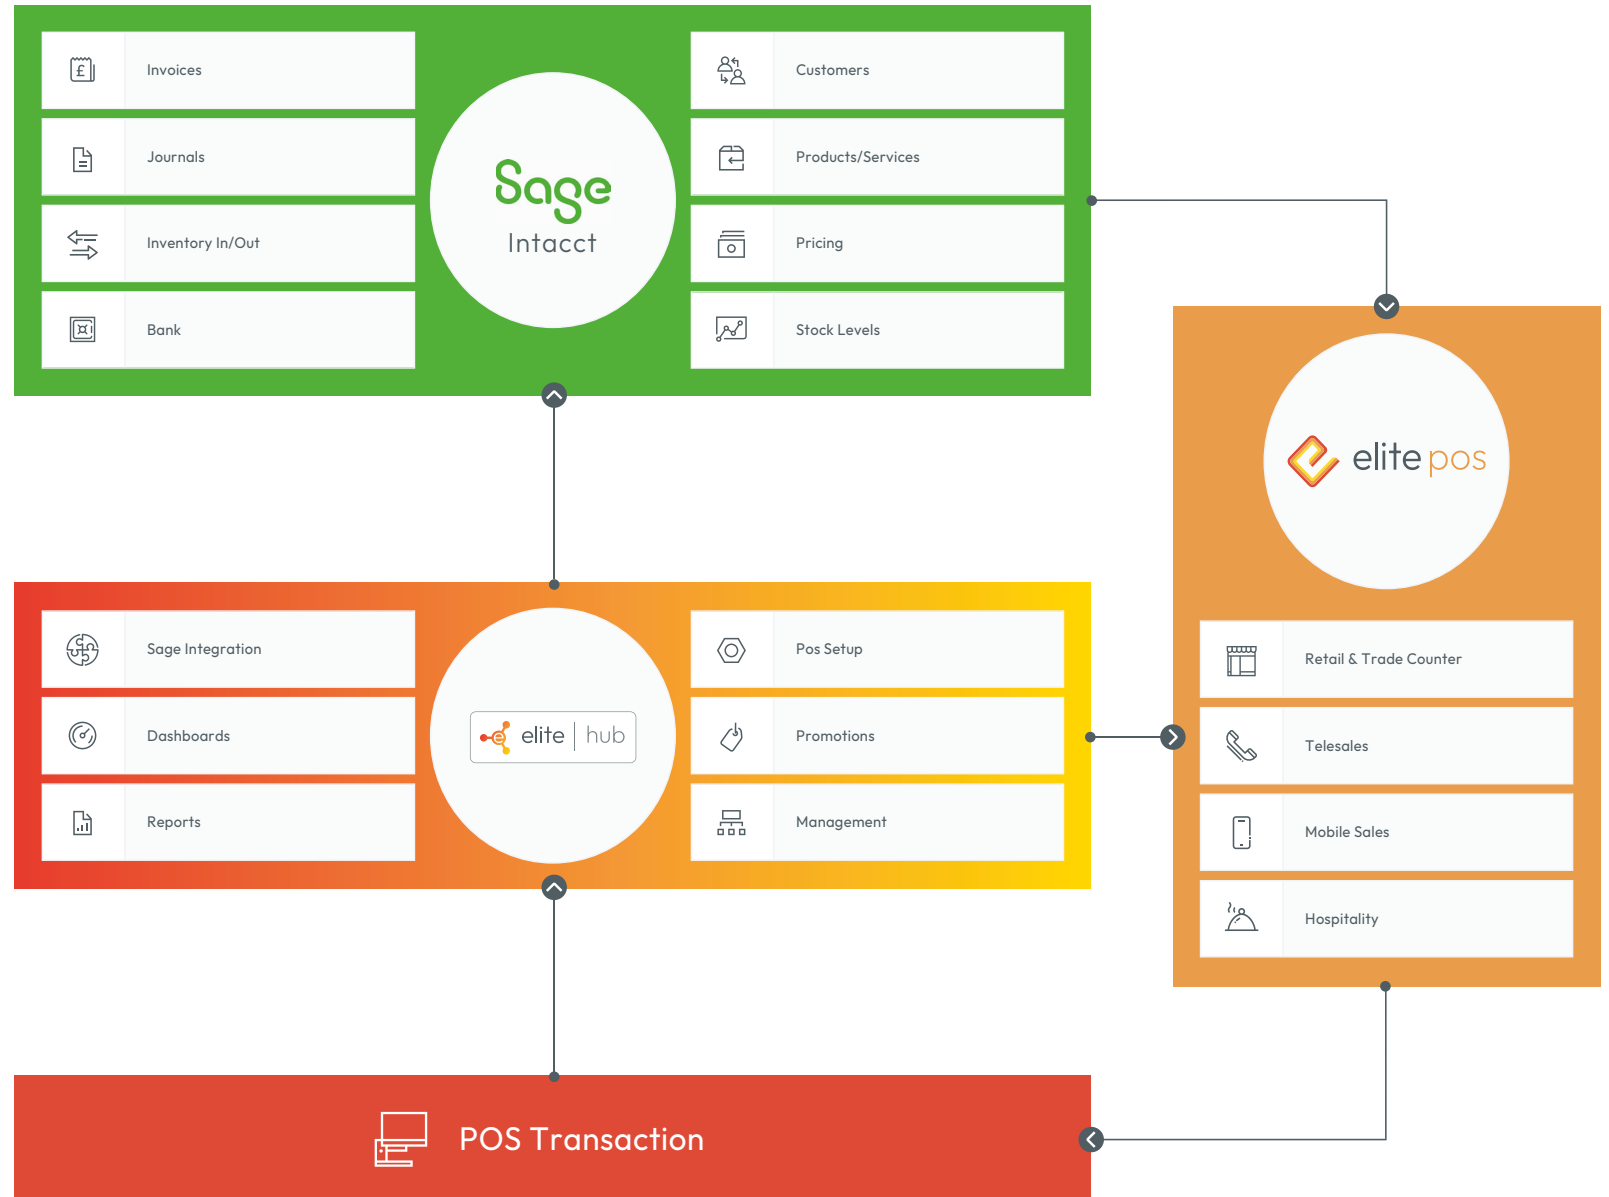 Invoices
Journals
Inventory In/Out
Bank
Sage
Intacct
Customers
Products/Services
Pricing
Stock Levels
elite pos
Retail & Trade Counter
Telesales
Mobile Sales
Hospitality
Sage Integration
Dashboards
Reports
elite | hub
Pos Setup
Promotions
Management
POS Transaction